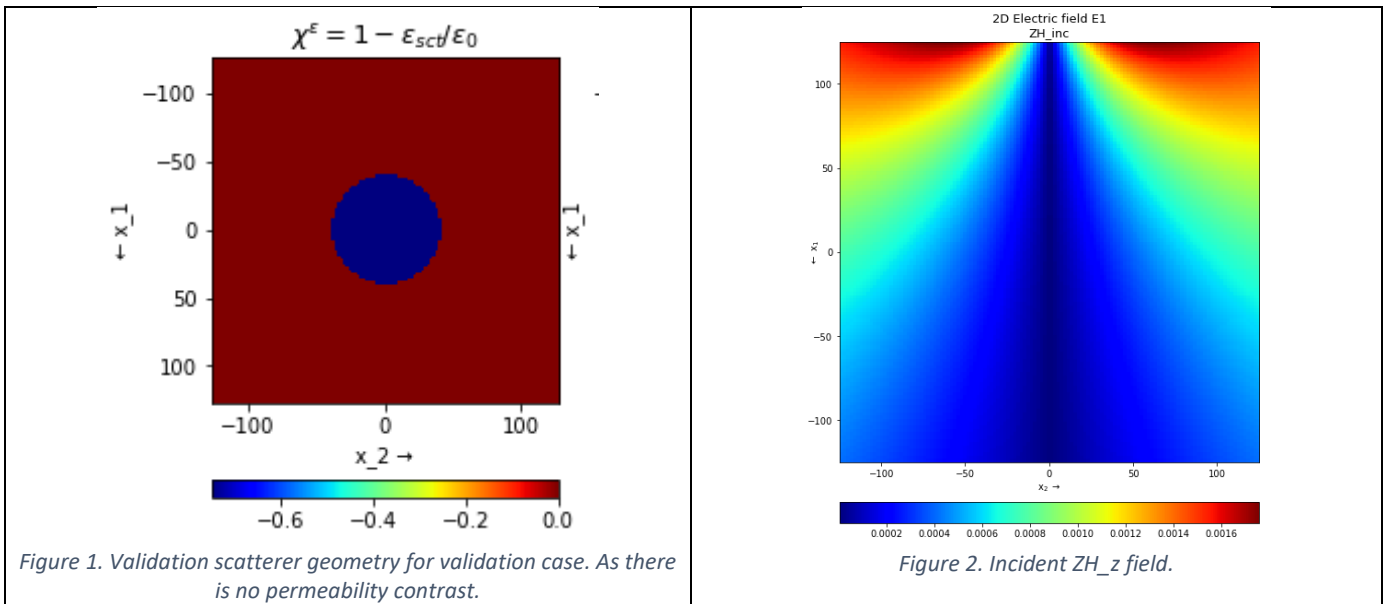 χ^ε = 1 − ε_sct/ε_0
−100
−50
0
50
100
← x_1
← x_1
−100 0 100
x_2 →
−0.6 −0.4 −0.2 0.0
Figure 1. Validation scatterer geometry for validation case. As there
is no permeability contrast.
2D Electric field E1
ZH_inc
100
50
0
−50
−100
← x₁
−100 −50 0 50 100
x₂ →
0.0002 0.0004 0.0006 0.0008 0.0010 0.0012 0.0014 0.0016
Figure 2. Incident ZH_z field.